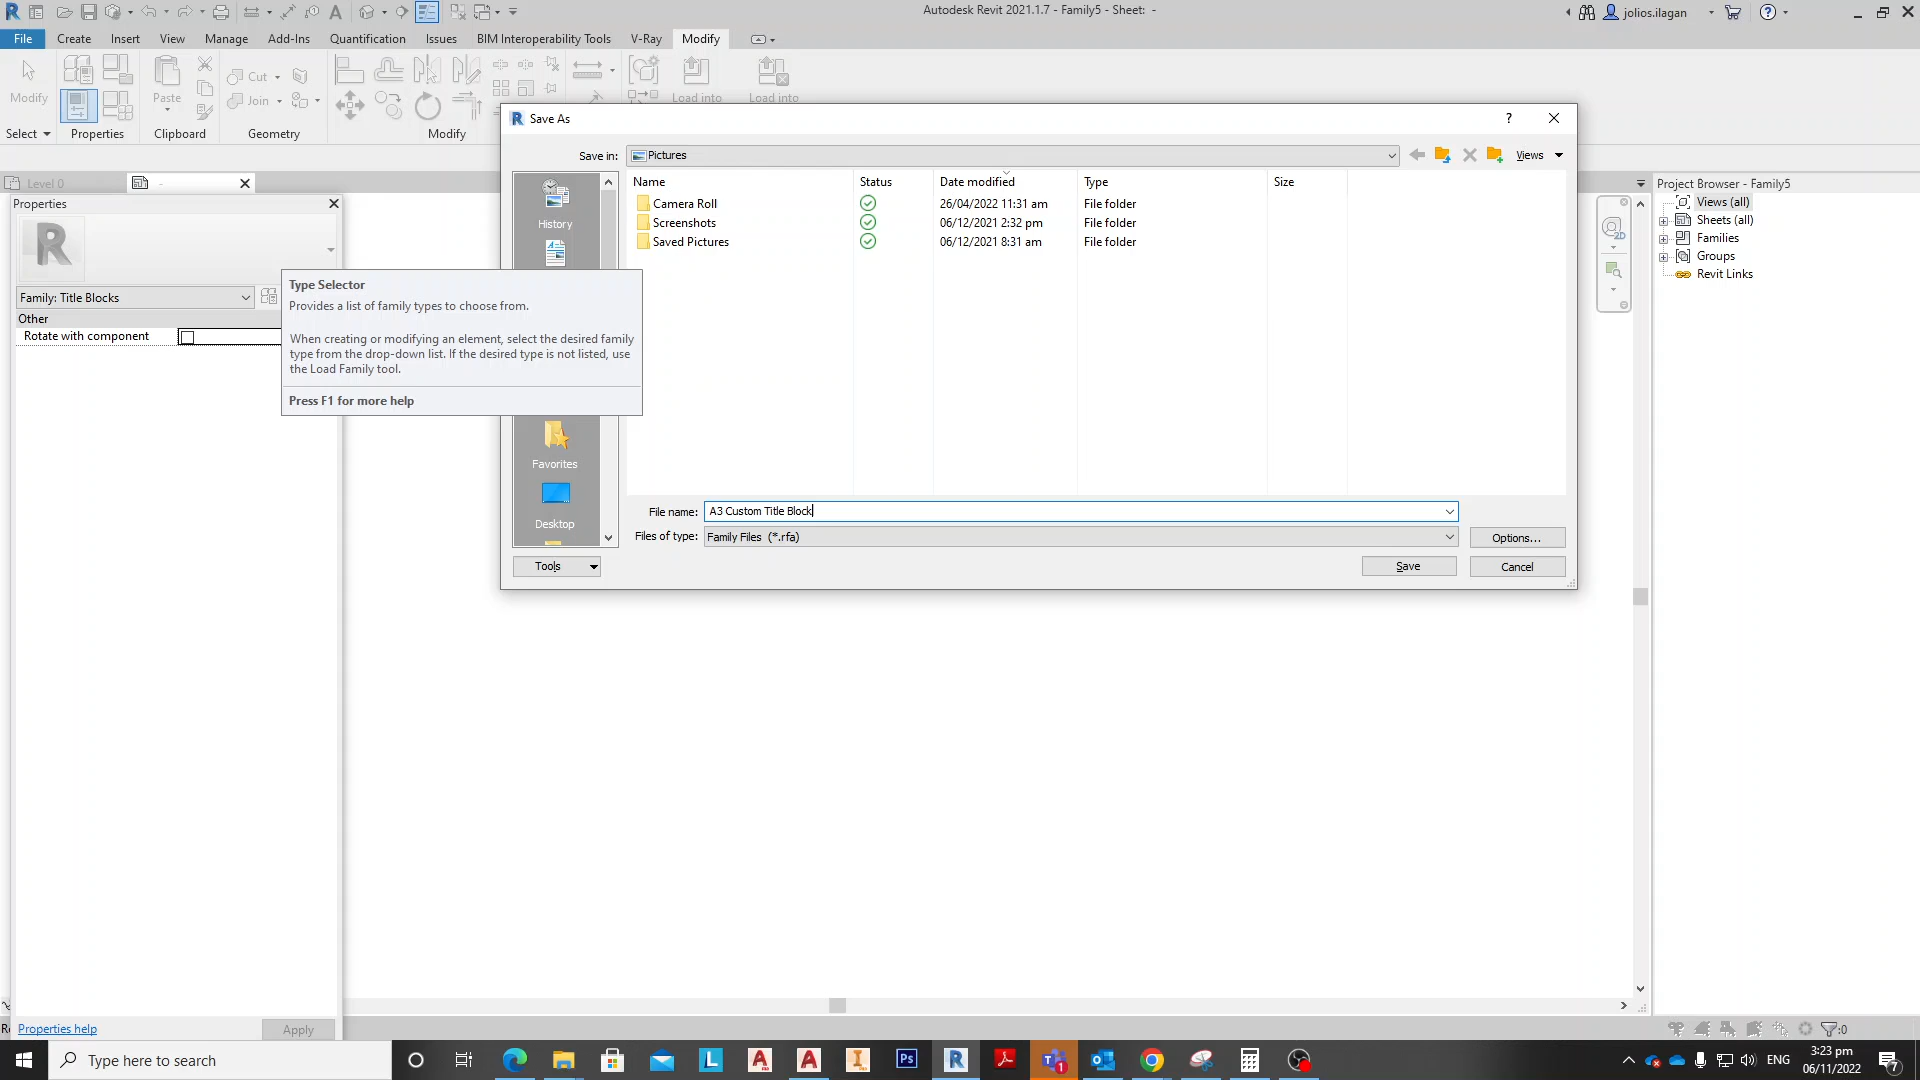 Autodesk Revit 2021.1.7 - Family5 - Sheet: -
jolios.ilagan
File Create Insert View Manage Add-Ins Quantification Issues BIM Interoperability Tools V-Ray Modify
Modify Paste Cut Join Load into Load into
Select Properties Clipboard Geometry Modify
Level 0 -
Properties
Family: Title Blocks
Other
Rotate with component
Type Selector
Provides a list of family types to choose from.
When creating or modifying an element, select the desired family
type from the drop-down list. If the desired type is not listed, use
the Load Family tool.
Press F1 for more help
Save As
Save in: Pictures Views
Name Status Date modified Type Size
Camera Roll 26/04/2022 11:31 am File folder
Screenshots 06/12/2021 2:32 pm File folder
Saved Pictures 06/12/2021 8:31 am File folder
History
Favorites
Desktop
File name: A3 Custom Title Block
Files of type: Family Files (*.rfa) Options...
Tools Save Cancel
Project Browser - Family5
Views (all)
Sheets (all)
Families
Groups
Revit Links
2D
Properties help Apply
:0
Type here to search
ENG
3:23 pm
06/11/2022